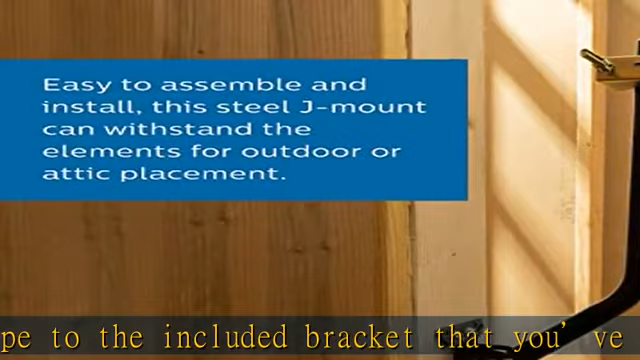 Easy to assemble and
install, this steel J-mount
can withstand the
elements for outdoor or
attic placement.
pe to the included bracket that you’ve